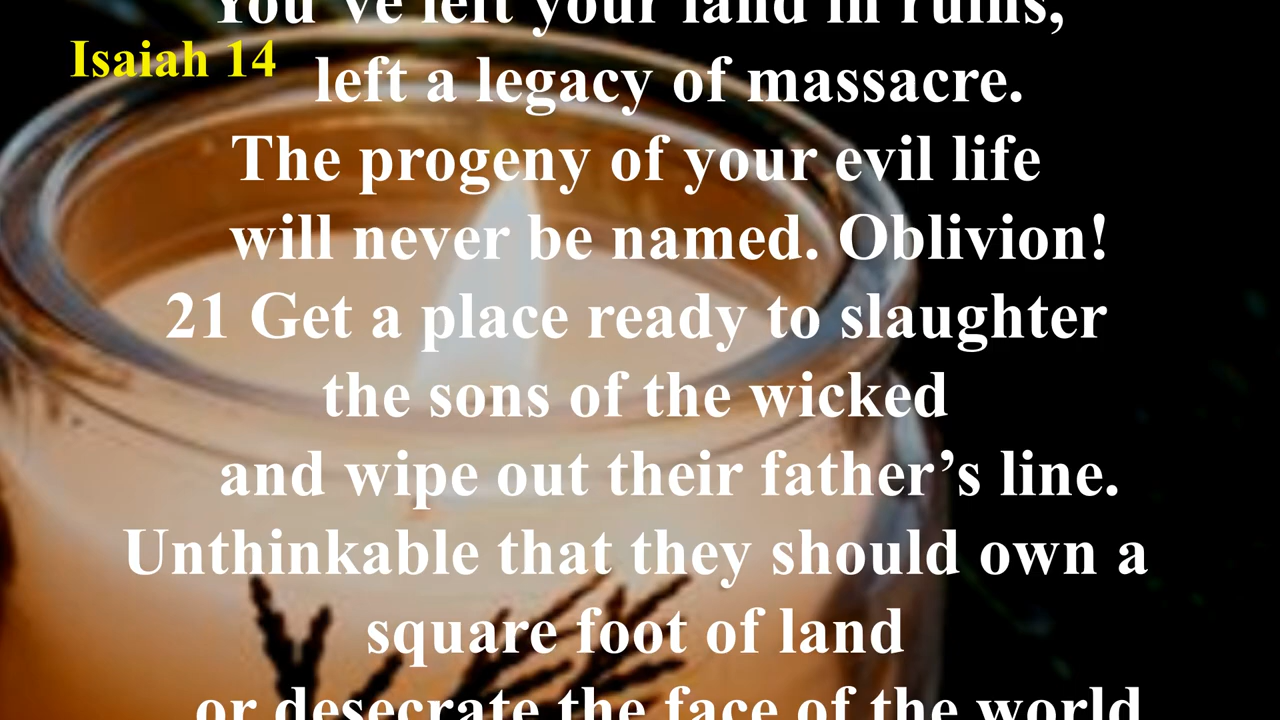 You've left your land in ruins,
Isaiah 14
left a legacy of massacre.
The progeny of your evil life
will never be named. Oblivion!
21 Get a place ready to slaughter
the sons of the wicked
and wipe out their father’s line.
Unthinkable that they should own a
square foot of land
or desecrate the face of the world